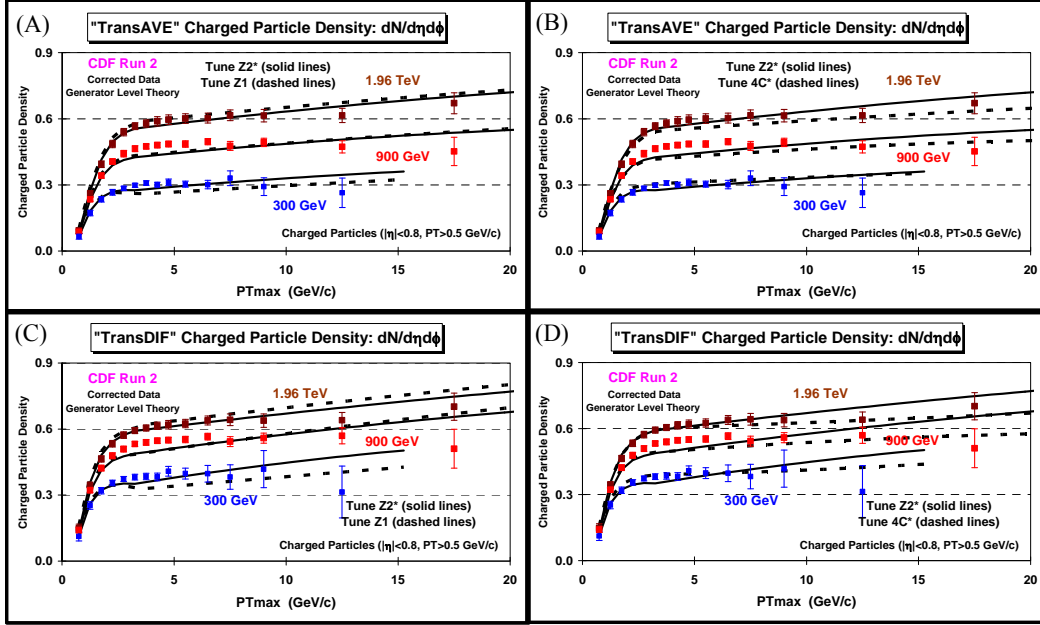 (A)
"TransAVE" Charged Particle Density: dN/dηdϕ
0.9
CDF Run 2
Corrected Data
Generator Level Theory
Tune Z2* (solid lines)
Tune Z1 (dashed lines)
1.96 TeV
0.6
900 GeV
0.3
300 GeV
Charged Particles (|η|<0.8, PT>0.5 GeV/c)
0.0
0 5 10 15 20
PTmax (GeV/c)
Charged Particle Density
(B)
"TransAVE" Charged Particle Density: dN/dηdϕ
0.9
CDF Run 2
Corrected Data
Generator Level Theory
Tune Z2* (solid lines)
Tune 4C* (dashed lines)
1.96 TeV
0.6
900 GeV
0.3
300 GeV
Charged Particles (|η|<0.8, PT>0.5 GeV/c)
0.0
0 5 10 15 20
PTmax (GeV/c)
Charged Particle Density
(C)
"TransDIF" Charged Particle Density: dN/dηdϕ
0.9
CDF Run 2
Corrected Data
Generator Level Theory
1.96 TeV
0.6
900 GeV
0.3
300 GeV
Tune Z2* (solid lines)
Tune Z1 (dashed lines)
Charged Particles (|η|<0.8, PT>0.5 GeV/c)
0.0
0 5 10 15 20
PTmax (GeV/c)
Charged Particle Density
(D)
"TransDIF" Charged Particle Density: dN/dηdϕ
0.9
CDF Run 2
Corrected Data
Generator Level Theory
1.96 TeV
0.6
900 GeV
0.3
300 GeV
Tune Z2* (solid lines)
Tune 4C* (dashed lines)
Charged Particles (|η|<0.8, PT>0.5 GeV/c)
0.0
0 5 10 15 20
PTmax (GeV/c)
Charged Particle Density